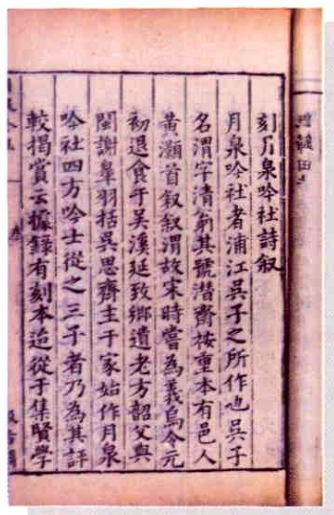 刻月泉吟社詩叙
月泉吟社者浦江吳子之所作也吳子
名渭字清翁其號潜齋按重本有邑人
黃灝首叙叙渭故宋時嘗為義烏令元
初退食于吳溪延致鄉遺老方韶父與
閩謝皐羽括吳思齊主于家始作月泉
吟社四方吟士從之三子者乃為其評
較揭賞云據錄有刻本迨從于集賢學